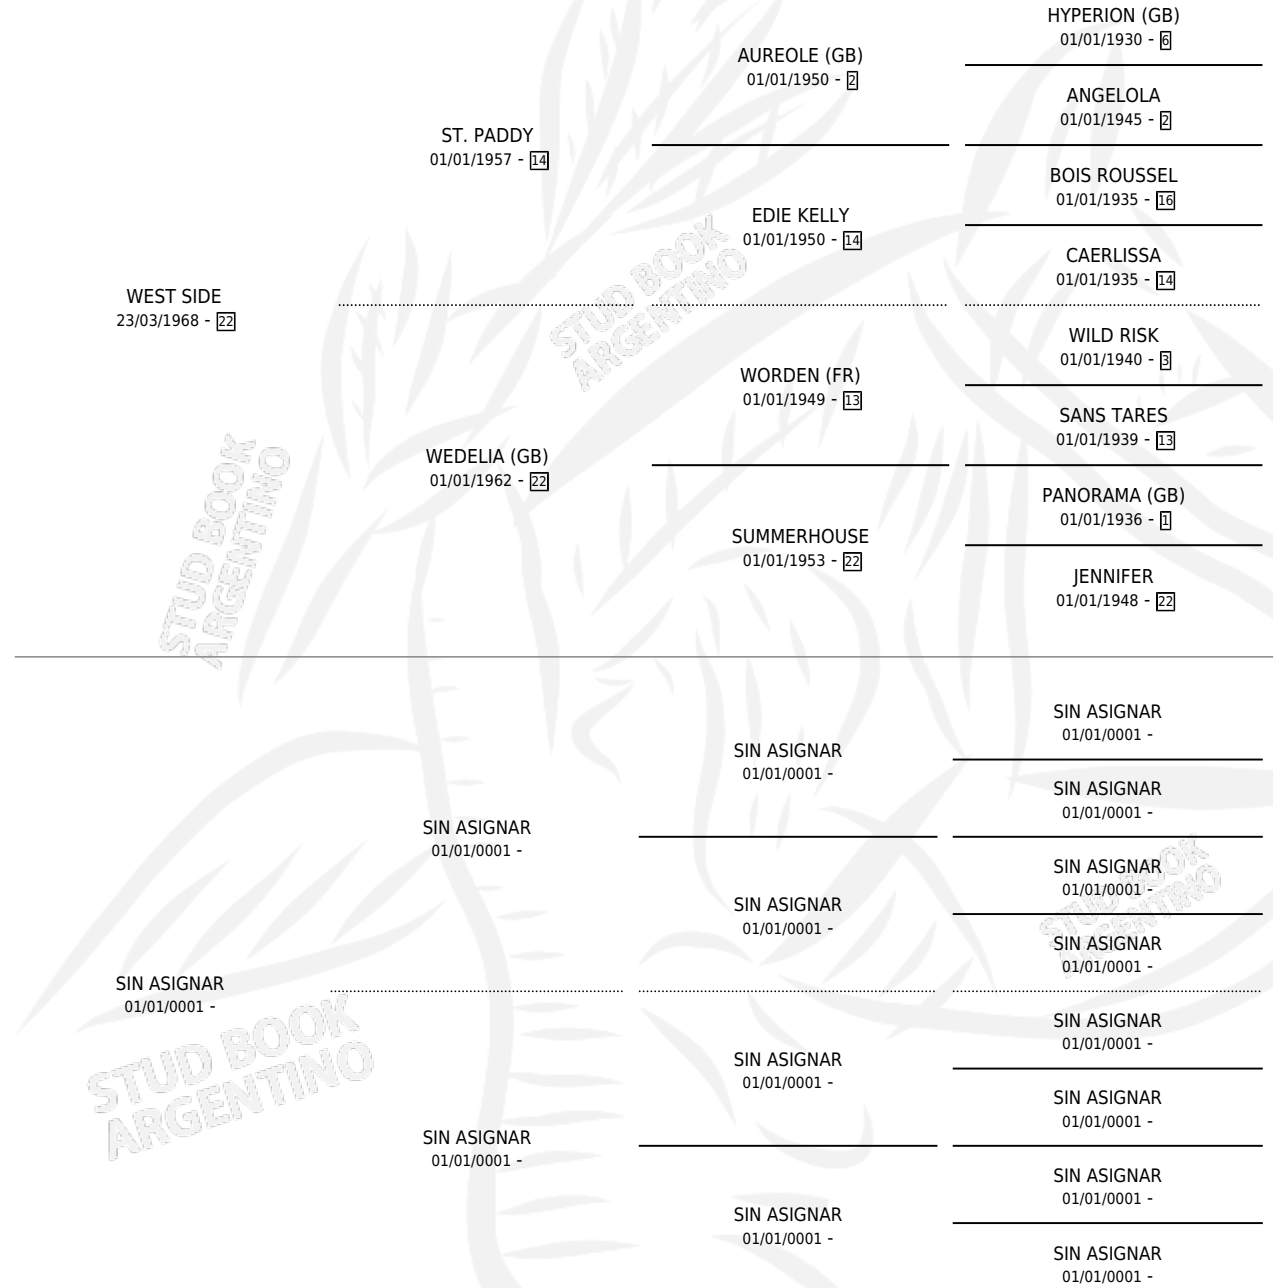 HYPERION (GB)
01/01/1930 - 6
AUREOLE (GB)
01/01/1950 - 2
ANGELOLA
01/01/1945 - 2
ST. PADDY
01/01/1957 - 14
BOIS ROUSSEL
01/01/1935 - 16
EDIE KELLY
01/01/1950 - 14
CAERLISSA
01/01/1935 - 14
WEST SIDE
23/03/1968 - 22
STUD BOOK
ARGENTINO
WILD RISK
01/01/1940 - 3
WORDEN (FR)
01/01/1949 - 13
SANS TARES
01/01/1939 - 13
WEDELIA (GB)
01/01/1962 - 22
PANORAMA (GB)
01/01/1936 - 1
SUMMERHOUSE
01/01/1953 - 22
JENNIFER
01/01/1948 - 22
STUD BOOK
ARGENTINO
SIN ASIGNAR
01/01/0001 -
SIN ASIGNAR
01/01/0001 -
SIN ASIGNAR
01/01/0001 -
SIN ASIGNAR
01/01/0001 -
SIN ASIGNAR
01/01/0001 -
SIN ASIGNAR
01/01/0001 -
SIN ASIGNAR
01/01/0001 -
STUD BOOK
ARGENTINO
SIN ASIGNAR
01/01/0001 -
SIN ASIGNAR
01/01/0001 -
SIN ASIGNAR
01/01/0001 -
SIN ASIGNAR
01/01/0001 -
SIN ASIGNAR
01/01/0001 -
SIN ASIGNAR
01/01/0001 -
SIN ASIGNAR
01/01/0001 -
SIN ASIGNAR
01/01/0001 -
STUD BOOK
ARGENTINO